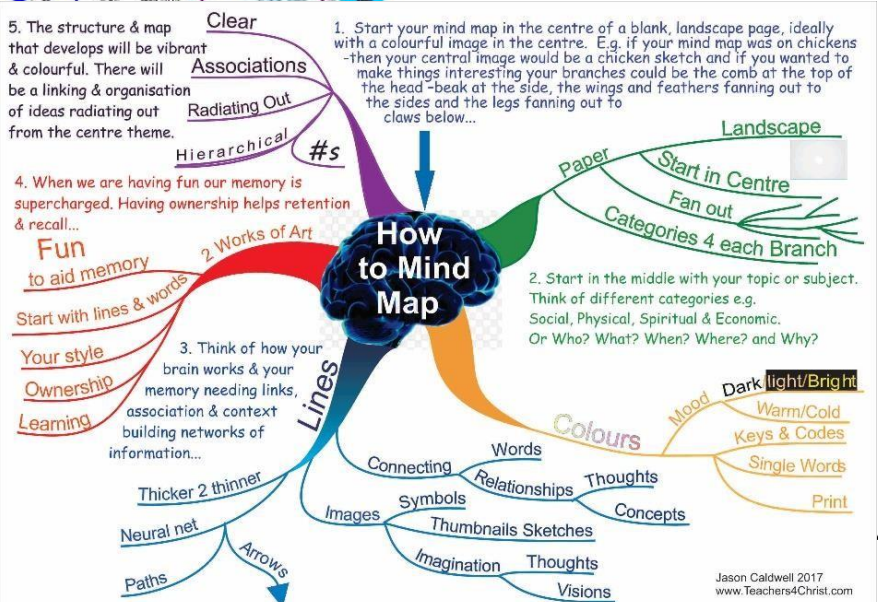 5. The structure & map
that develops will be vibrant
& colourful. There will
be a linking & organisation
of ideas radiating out
from the centre theme.
Clear
Associations
Radiating Out
Hierarchical
#s
1. Start your mind map in the centre of a blank, landscape page, ideally
with a colourful image in the centre. E.g. if your mind map was on chickens
-then your central image would be a chicken sketch and if you wanted to
make things interesting your branches could be the comb at the top of
the head -beak at the side, the wings and feathers fanning out to
the sides and the legs fanning out to
claws below...
Paper
Landscape
Start in Centre
Fan out
Categories 4 each Branch
4. When we are having fun our memory is
supercharged. Having ownership helps retention
& recall...
How
to Mind
Map
2 Works of Art
Fun
to aid memory
Start with lines & words
Your style
Ownership
Learning
2. Start in the middle with your topic or subject.
Think of different categories e.g.
Social, Physical, Spiritual & Economic.
Or Who? What? When? Where? and Why?
3. Think of how your
brain works & your
memory needing links,
association & context
building networks of
information...
Lines
Colours
Mood
Dark light/Bright
Warm/Cold
Keys & Codes
Single Words
Print
Connecting
Words
Relationships
Thoughts
Concepts
Images
Symbols
Thumbnails Sketches
Imagination
Thoughts
Visions
Thicker 2 thinner
Neural net
Paths
Arrows
Jason Caldwell 2017
www.Teachers4Christ.com